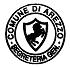 COMUNE DI AREZZO
SEGRETERIA GEN.